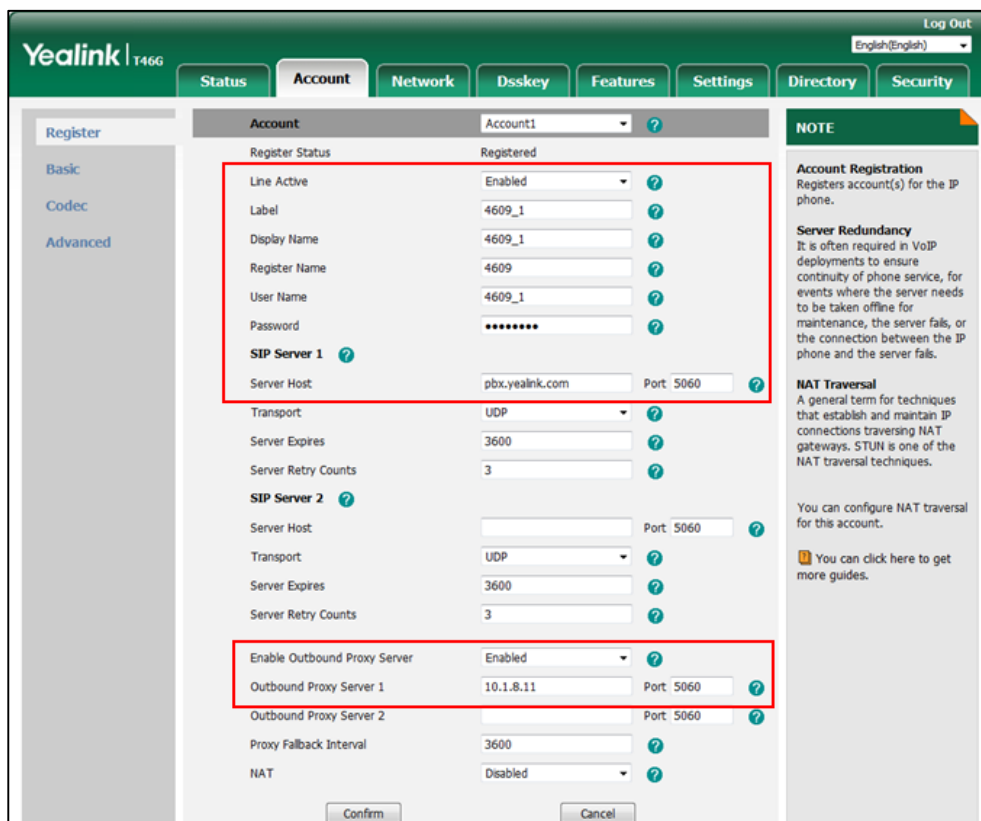 Log Out
Yealink | T46G
English(English)
Status Account Network Dsskey Features Settings Directory Security
Register
Basic
Codec
Advanced
Account Account1
Register Status Registered
Line Active Enabled
Label 4609_1
Display Name 4609_1
Register Name 4609
User Name 4609_1
Password ••••••••
SIP Server 1
Server Host pbx.yealink.com Port 5060
Transport UDP
Server Expires 3600
Server Retry Counts 3
SIP Server 2
Server Host Port 5060
Transport UDP
Server Expires 3600
Server Retry Counts 3
Enable Outbound Proxy Server Enabled
Outbound Proxy Server 1 10.1.8.11 Port 5060
Outbound Proxy Server 2 Port 5060
Proxy Fallback Interval 3600
NAT Disabled
Confirm Cancel
NOTE
Account Registration
Registers account(s) for the IP
phone.
Server Redundancy
It is often required in VoIP
deployments to ensure
continuity of phone service, for
events where the server needs
to be taken offline for
maintenance, the server fails, or
the connection between the IP
phone and the server fails.
NAT Traversal
A general term for techniques
that establish and maintain IP
connections traversing NAT
gateways. STUN is one of the
NAT traversal techniques.
You can configure NAT traversal
for this account.
You can click here to get
more guides.